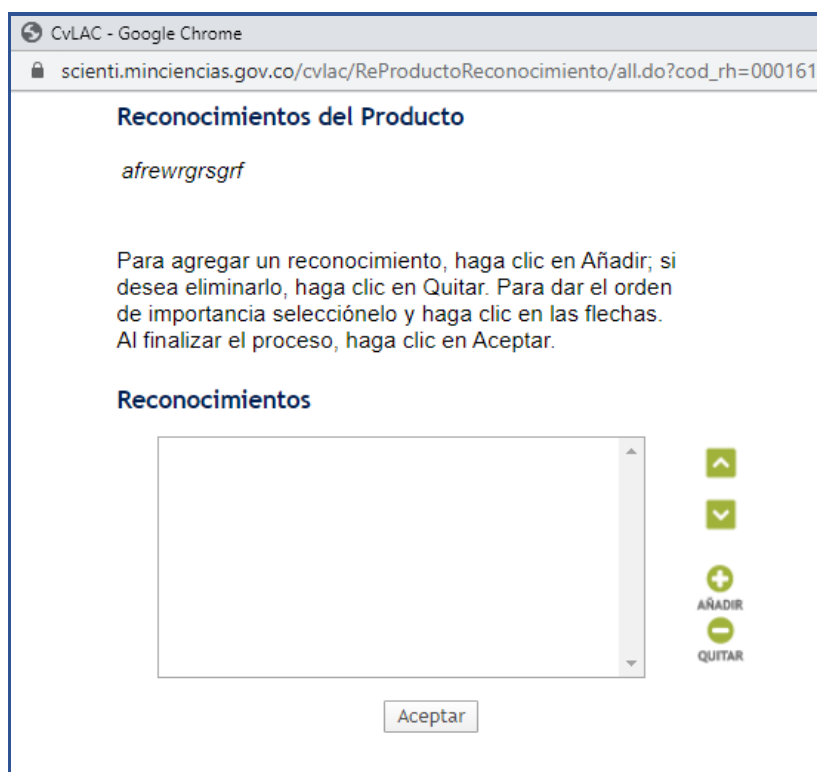 CvLAC - Google Chrome
scienti.minciencias.gov.co/cvlac/ReProductoReconocimiento/all.do?cod_rh=000161
Reconocimientos del Producto
afrewrgrsgrf
Para agregar un reconocimiento, haga clic en Añadir; si
desea eliminarlo, haga clic en Quitar. Para dar el orden
de importancia selecciónelo y haga clic en las flechas.
Al finalizar el proceso, haga clic en Aceptar.
Reconocimientos
AÑADIR
QUITAR
Aceptar